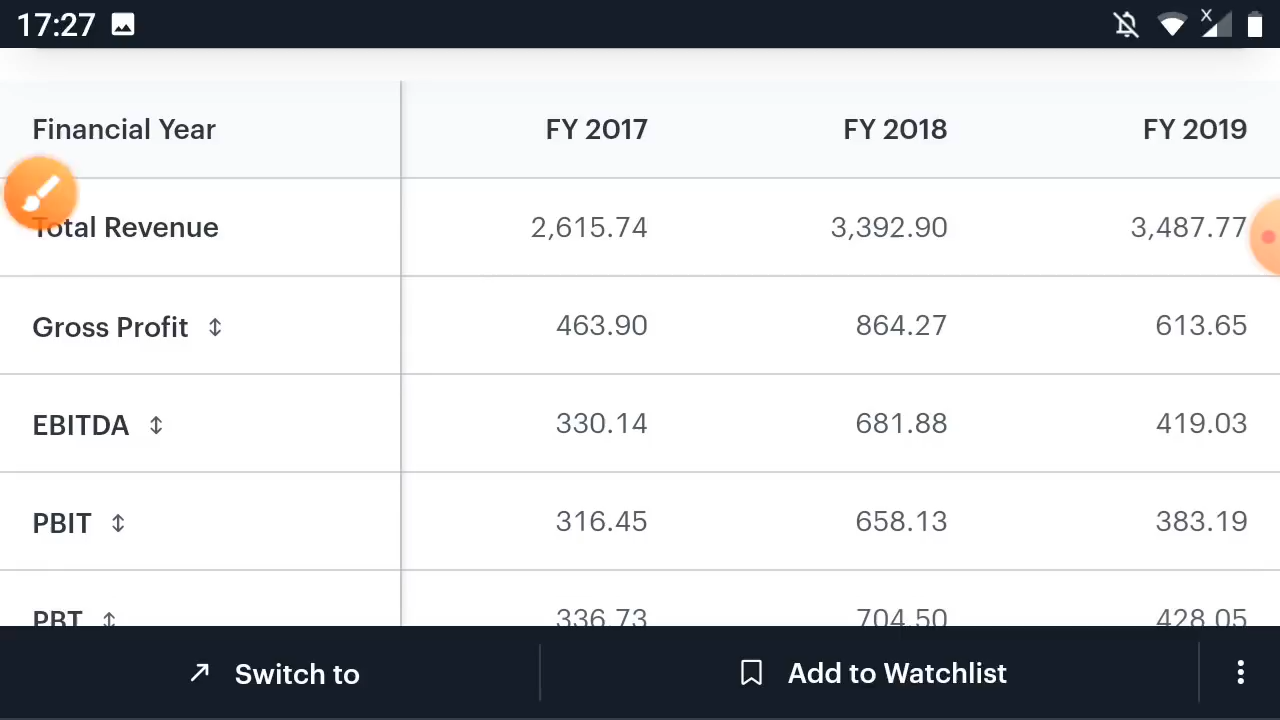 17:27
X
Financial Year FY 2017 FY 2018 FY 2019
Total Revenue 2,615.74 3,392.90 3,487.77
Gross Profit 463.90 864.27 613.65
EBITDA 330.14 681.88 419.03
PBIT 316.45 658.13 383.19
PBT 336.73 704.50 428.05
Switch to Add to Watchlist